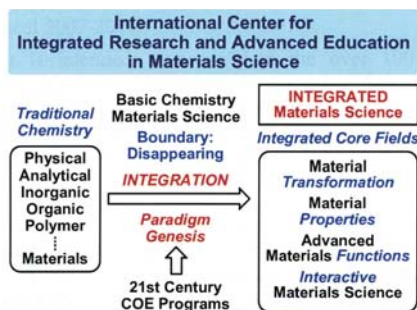 International Center for
Integrated Research and Advanced Education
in Materials Science
Traditional
Chemistry
Physical
Analytical
Inorganic
Organic
Polymer
Materials
Basic Chemistry
Materials Science
Boundary:
Disappearing
INTEGRATION
Paradigm
Genesis
21st Century
COE Programs
INTEGRATED
Materials Science
Integrated Core Fields
Material
Transformation
Material
Properties
Advanced
Materials Functions
Interactive
Materials Science